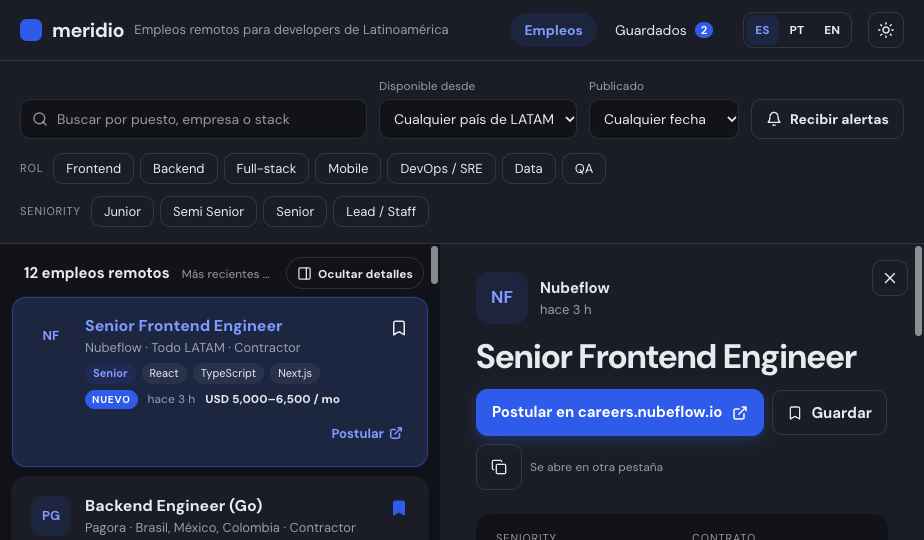 meridio Empleos remotos para developers de Latinoamérica Empleos Guardados 2 ES PT EN
Disponible desde Publicado
Buscar por puesto, empresa o stack Cualquier país de LATAM Cualquier fecha Recibir alertas
ROL Frontend Backend Full-stack Mobile DevOps / SRE Data QA
SENIORITY Junior Semi Senior Senior Lead / Staff
12 empleos remotos Más recientes ... Ocultar detalles
NF Senior Frontend Engineer
Nubeflow · Todo LATAM · Contractor
Senior React TypeScript Next.js
NUEVO hace 3 h USD 5,000–6,500 / mo
Postular
PG Backend Engineer (Go)
Pagora · Brasil, México, Colombia · Contractor
NF Nubeflow
hace 3 h
Senior Frontend Engineer
Postular en careers.nubeflow.io Guardar
Se abre en otra pestaña
SENIORITY CONTRATO